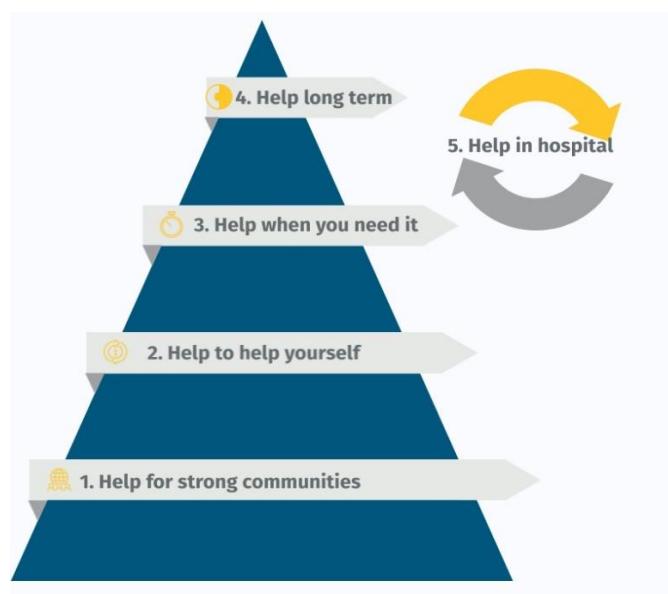 4. Help long term
5. Help in hospital
3. Help when you need it
2. Help to help yourself
1. Help for strong communities